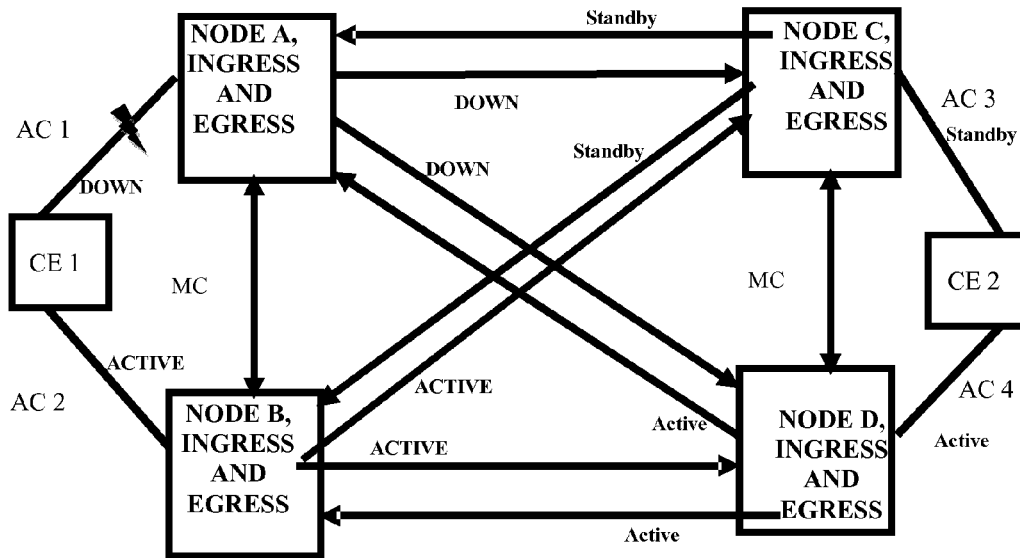 Standby
NODE A,
INGRESS
AND
EGRESS
NODE C,
INGRESS
AND
EGRESS
DOWN
AC 1
AC 3
Standby
Standby
DOWN
DOWN
CE 1
MC
MC
CE 2
ACTIVE
ACTIVE
AC 2
AC 4
NODE B,
INGRESS
AND
EGRESS
Active
NODE D,
INGRESS
AND
EGRESS
Active
ACTIVE
Active